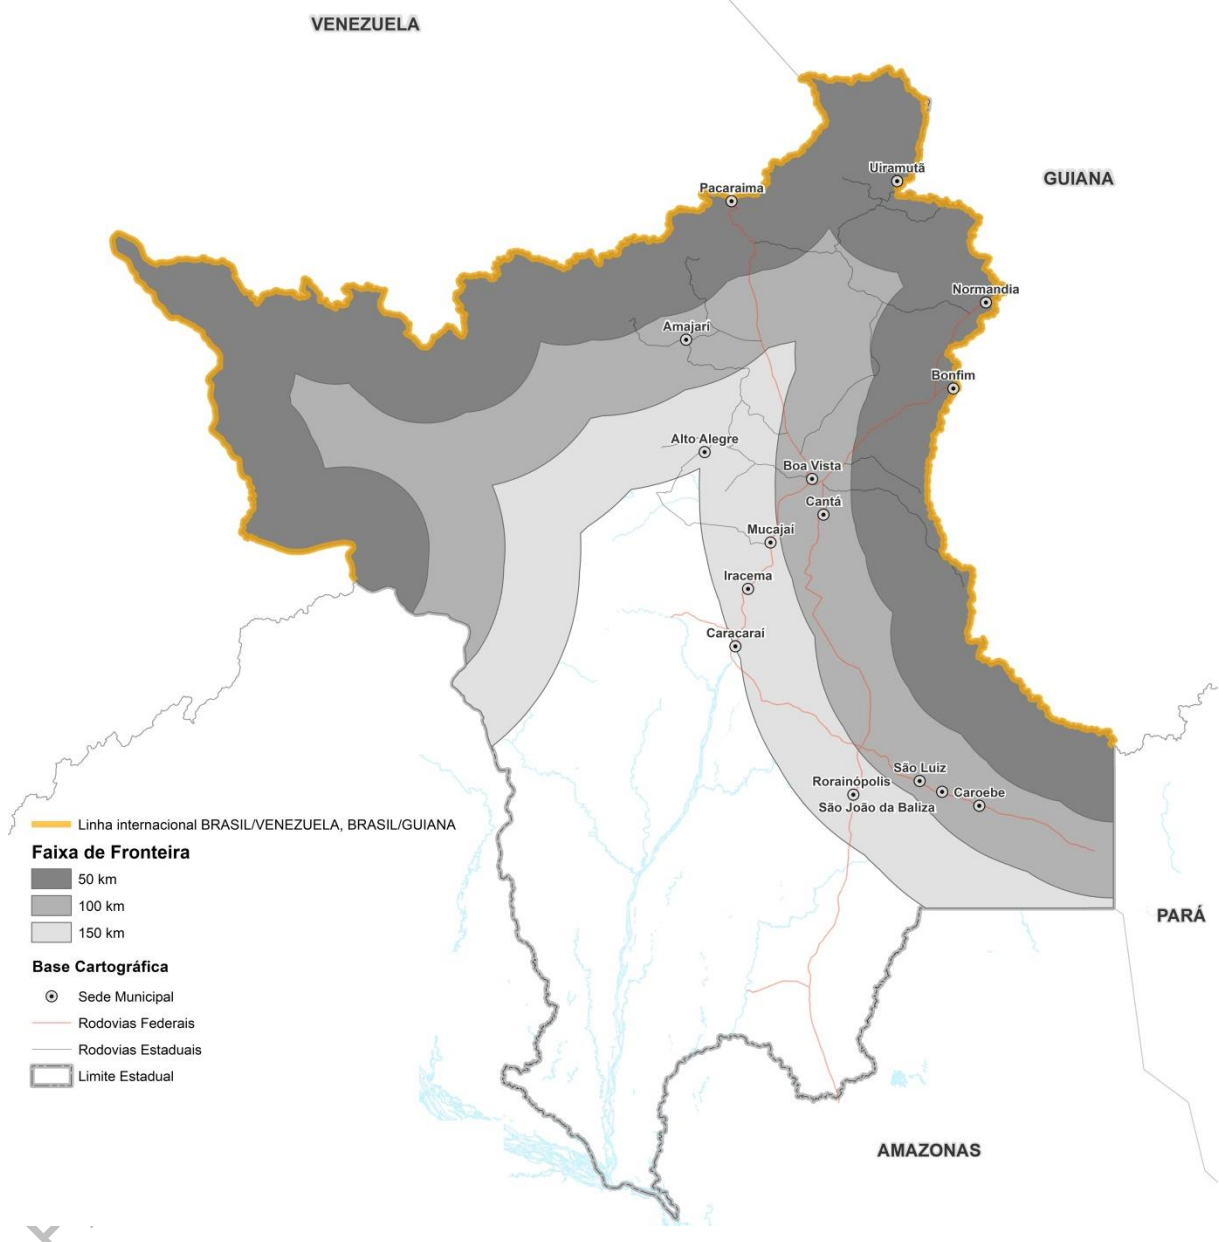 VENEZUELA
GUIANA
Uiramutã
Pacaraima
Normandia
Amajarí
Bonfim
Alto Alegre
Boa Vista
Cantá
Mucajaí
Iracema
Caracaraí
São Luiz
Rorainópolis
Caroebe
São João da Baliza
Linha internacional BRASIL/VENEZUELA, BRASIL/GUIANA
Faixa de Fronteira
50 km
100 km
150 km
PARÁ
Base Cartográfica
Sede Municipal
Rodovias Federais
Rodovias Estaduais
Limite Estadual
AMAZONAS